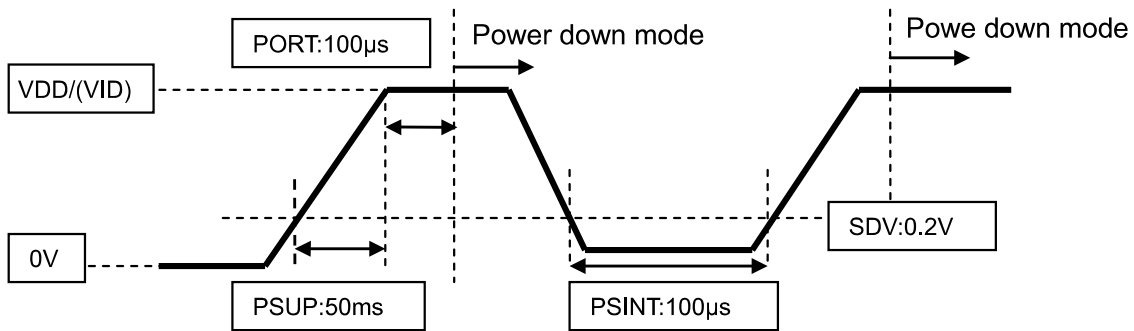 PORT:100µs
Power down mode
Powe down mode
VDD/(VID)
SDV:0.2V
0V
PSUP:50ms
PSINT:100µs